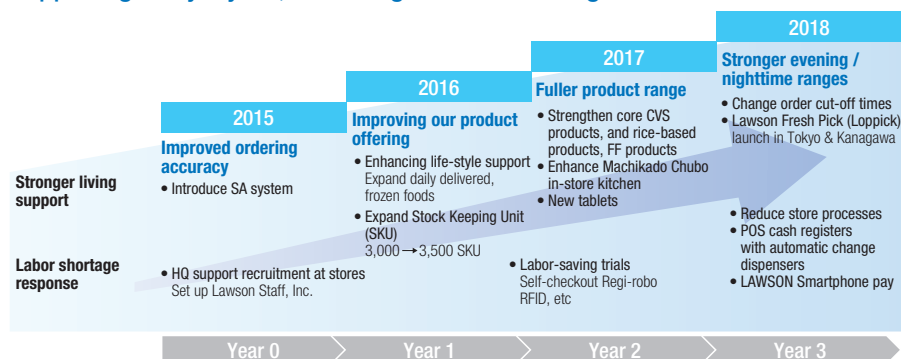 2015
Improved ordering
accuracy
• Introduce SA system
2016
Improving our product
offering
• Enhancing life-style support
Expand daily delivered,
frozen foods
• Expand Stock Keeping Unit
(SKU)
3,000→3,500 SKU
2017
Fuller product range
• Strengthen core CVS
products, and rice-based
products, FF products
• Enhance Machikado Chubo
in-store kitchen
• New tablets
2018
Stronger evening /
nighttime ranges
• Change order cut-off times
• Lawson Fresh Pick (Loppick)
launch in Tokyo & Kanagawa
Stronger living
support
Labor shortage
response
• HQ support recruitment at stores
Set up Lawson Staff, Inc.
• Labor-saving trials
Self-checkout Regi-robo
RFID, etc
• Reduce store processes
• POS cash registers
with automatic change
dispensers
• LAWSON Smartphone pay
Year 0
Year 1
Year 2
Year 3